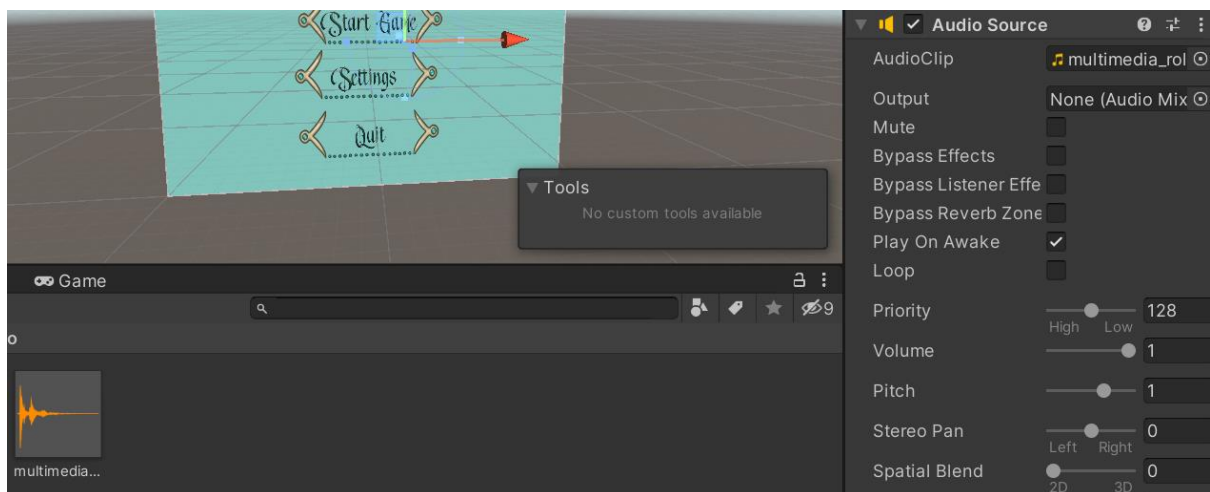 Start Game
Settings
Quit
Tools
No custom tools available
Game
9
o
multimedia...
Audio Source
AudioClip
multimedia_rol
Output
None (Audio Mix
Mute
Bypass Effects
Bypass Listener Effe
Bypass Reverb Zone
Play On Awake
Loop
Priority
128
High Low
Volume
1
Pitch
1
Stereo Pan
0
Left Right
Spatial Blend
0
2D 3D